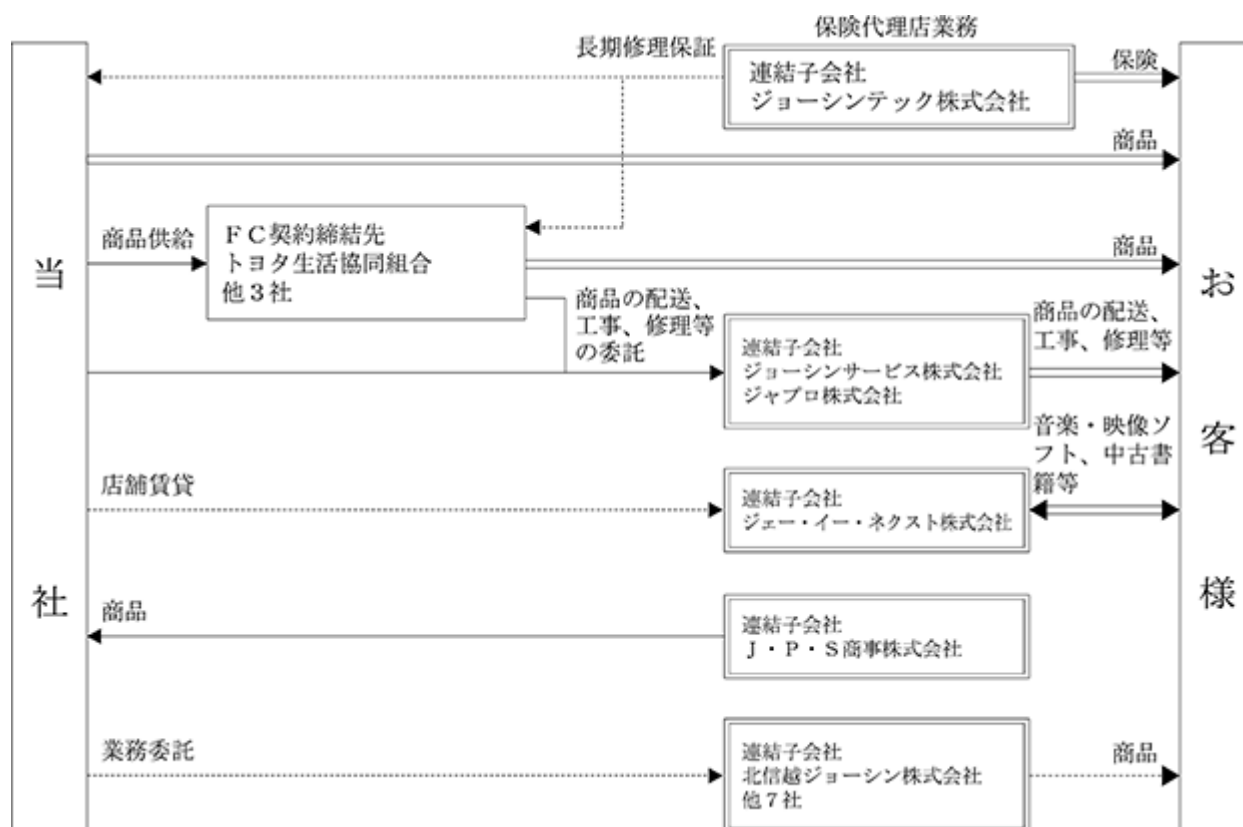 保険代理店業務
長期修理保証
連結子会社
ジョーシンテック株式会社
保険
商品
商品供給
ＦＣ契約締結先
トヨタ生活協同組合
他３社
商品
商品の配送、
工事、修理等
の委託
連結子会社
ジョーシンサービス株式会社
ジャプロ株式会社
商品の配送、
工事、修理等
音楽・映像ソ
フト、中古書
籍等
店舗賃貸
連結子会社
ジェー・イー・ネクスト株式会社
商品
連結子会社
Ｊ・Ｐ・Ｓ商事株式会社
業務委託
連結子会社
北信越ジョーシン株式会社
他７社
商品
当社
お客様